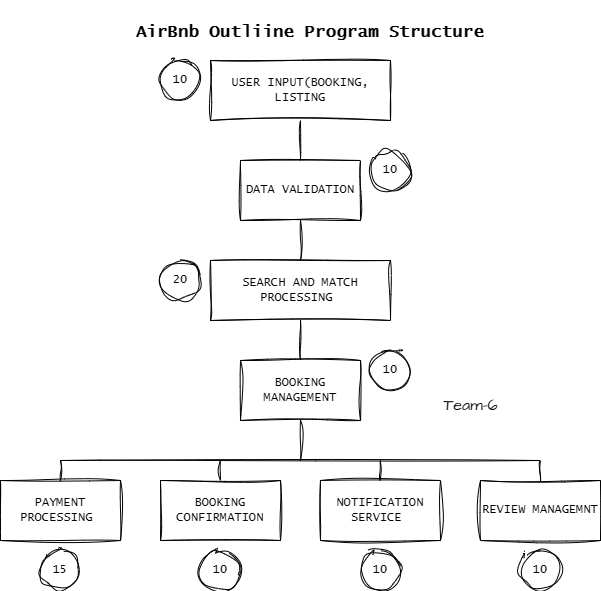 AirBnb Outliine Program Structure
10
USER INPUT(BOOKING,
LISTING
DATA VALIDATION
10
20
SEARCH AND MATCH
PROCESSING
10
BOOKING
MANAGEMENT
Team-6
PAYMENT
PROCESSING
BOOKING
CONFIRMATION
NOTIFICATION
SERVICE
REVIEW MANAGEMNT
15
10
10
10